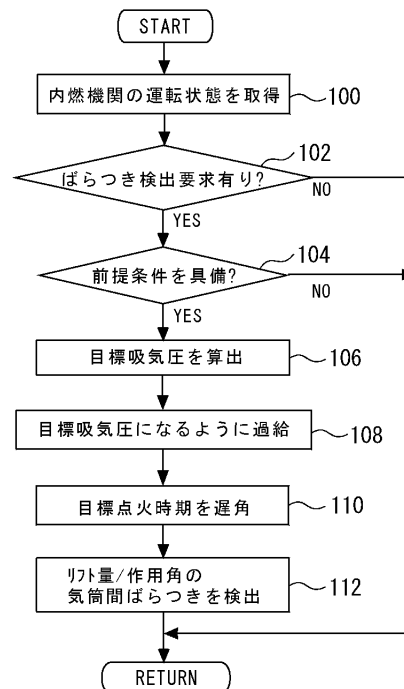 START
内燃機関の運転状態を取得
100
ばらつき検出要求有り?
102
NO
YES
前提条件を具備?
104
NO
YES
目標吸気圧を算出
106
目標吸気圧になるように過給
108
目標点火時期を遅角
110
ﾘﾌﾄ量/作用角の
気筒間ばらつきを検出
112
RETURN